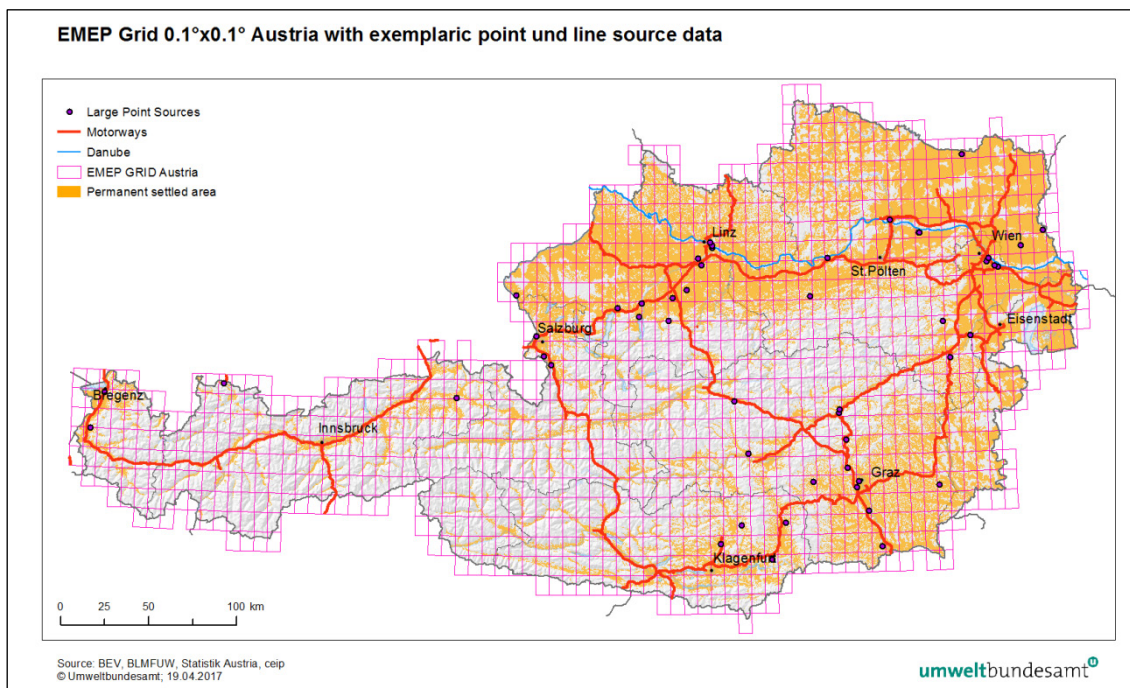 EMEP Grid 0.1°x0.1° Austria with exemplaric point und line source data
Large Point Sources
Motorways
Danube
EMEP GRID Austria
Permanent settled area
Linz
Wien
St.Pölten
Eisenstadt
Salzburg
Bregenz
Innsbruck
Graz
Klagenfurt
0 25 50 100 km
Source: BEV, BLMFUW, Statistik Austria, ceip
© Umweltbundesamt; 19.04.2017
umweltbundesamt u